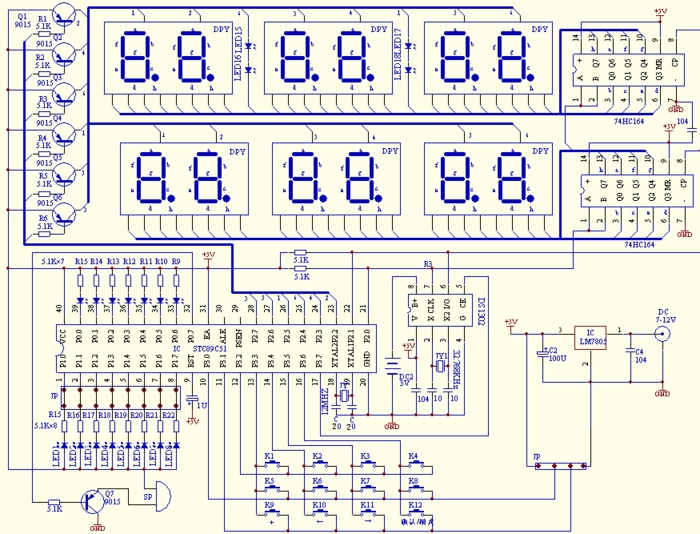 Q1
9015
R1
5.1K
9015
Q2
R2
5.1K
9015
Q3
R3
5.1K
9015
Q4
R4
5.1K
9015
Q5
R5
5.1K
9015
Q6
R6
5.1K
DPY
LED16 LED15
DPY
LED18 LED17
DPY
+5V
14 13 12 11 10 9 8
A B Q7 Q0 Q6 Q1 Q5 Q2 Q4 Q3 MR CP
1 2 3 4 5 6 7
GND
74HC164
104
+5V
DPY
DPY
DPY
14 13 12 11 10 9 8
A B Q7 Q0 Q6 Q1 Q5 Q2 Q4 Q3 MR CP
1 2 3 4 5 6 7
GND
74HC164
5.1K×7
R15 R14 R13 R12 R11 R10 R9
+5V
5.1K
5.1K
R3
40 39 38 37 36 35 34 33 32 31 30 29 28 27 26 25 24 23 22 21
VCC P0.0 P0.1 P0.2 P0.3 P0.4 P0.5 P0.6 P0.7 EA ALE PSEN P2.7 P2.6 P2.5 P2.4 P2.3
IC STC89C51
P1.0 P1.1 P1.2 P1.3 P1.4 P1.5 P1.6 P1.7 RST P3.0 P3.1 P3.2 P3.3 P3.4 P3.5 P3.6 P3.7 XTAL1 P2.2 XTAL1 P2.1 GND P2.0
1 2 3 4 5 6 7 8 9 10 11 12 13 14 15 16 17 18 19 20
8 7 6 5
B+ CLK I/O CE
X X2 G
1 2 3 4
DS1302
+5V
JY1
32.768KHz
DC2
3V
104 10 10
GND
JY
12MHZ
C
20
C
20
JP
R15 R16 R17 R18 R19 R20 R21 R22
5.1K×8
1U
+5V
SP
5.1K
Q7
9015
GND
K1 K2 K3 K4
K5 K6 K7 K8
K9 K10 K11 K12
+ ← → 确认/模式
+5V
3
IC
LM7805
1
2
DC
7-12V
C2
100U
C4
104
GND
JP